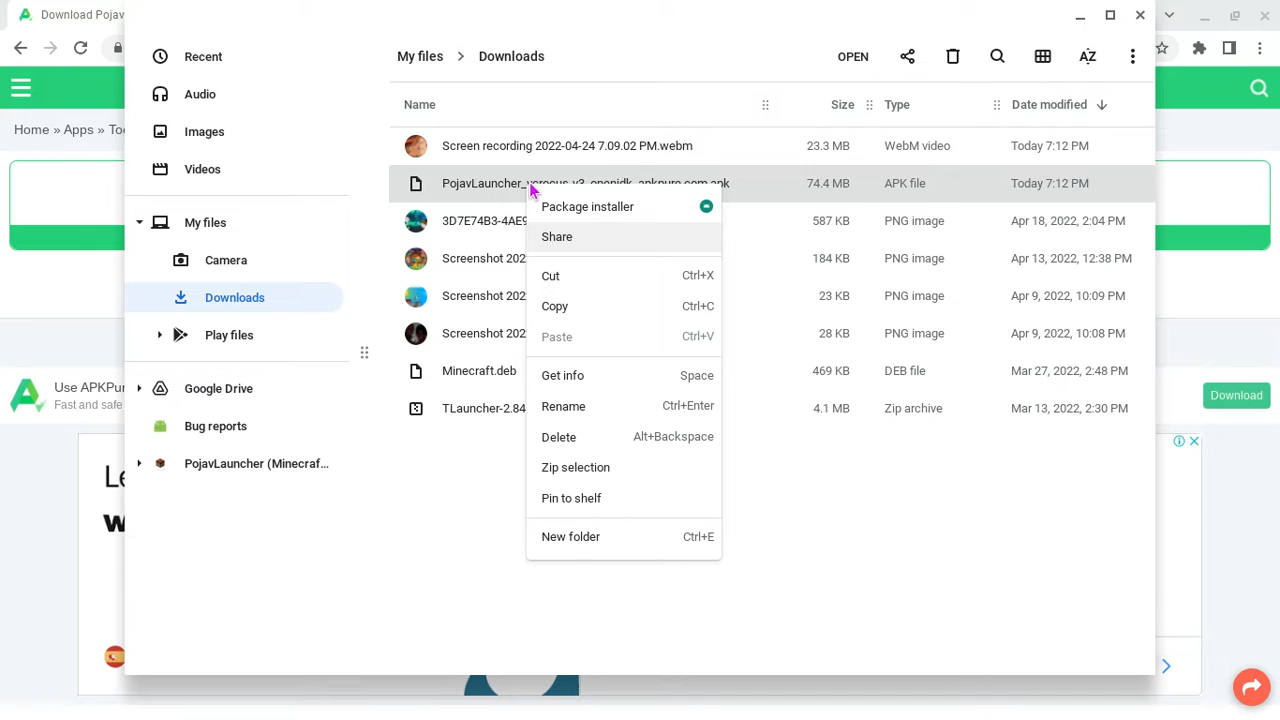 Download Pojav
Home » Apps » Too
Use APKPur
Fast and safe
Download
Le
w
Recent
Audio
Images
Videos
My files
Camera
Downloads
Play files
Google Drive
Bug reports
PojavLauncher (Minecraf...
My files > Downloads
OPEN
AZ
Name Size Type Date modified
Screen recording 2022-04-24 7.09.02 PM.webm 23.3 MB WebM video Today 7:12 PM
PojavLauncher_ openjdk_apkpure.com.apk 74.4 MB APK file Today 7:12 PM
3D7E74B3-4AE9 587 KB PNG image Apr 18, 2022, 2:04 PM
Screenshot 202 184 KB PNG image Apr 13, 2022, 12:38 PM
Screenshot 202 23 KB PNG image Apr 9, 2022, 10:09 PM
Screenshot 202 28 KB PNG image Apr 9, 2022, 10:08 PM
Minecraft.deb 469 KB DEB file Mar 27, 2022, 2:48 PM
TLauncher-2.84 4.1 MB Zip archive Mar 13, 2022, 2:30 PM
Package installer
Share
Cut Ctrl+X
Copy Ctrl+C
Paste Ctrl+V
Get info Space
Rename Ctrl+Enter
Delete Alt+Backspace
Zip selection
Pin to shelf
New folder Ctrl+E